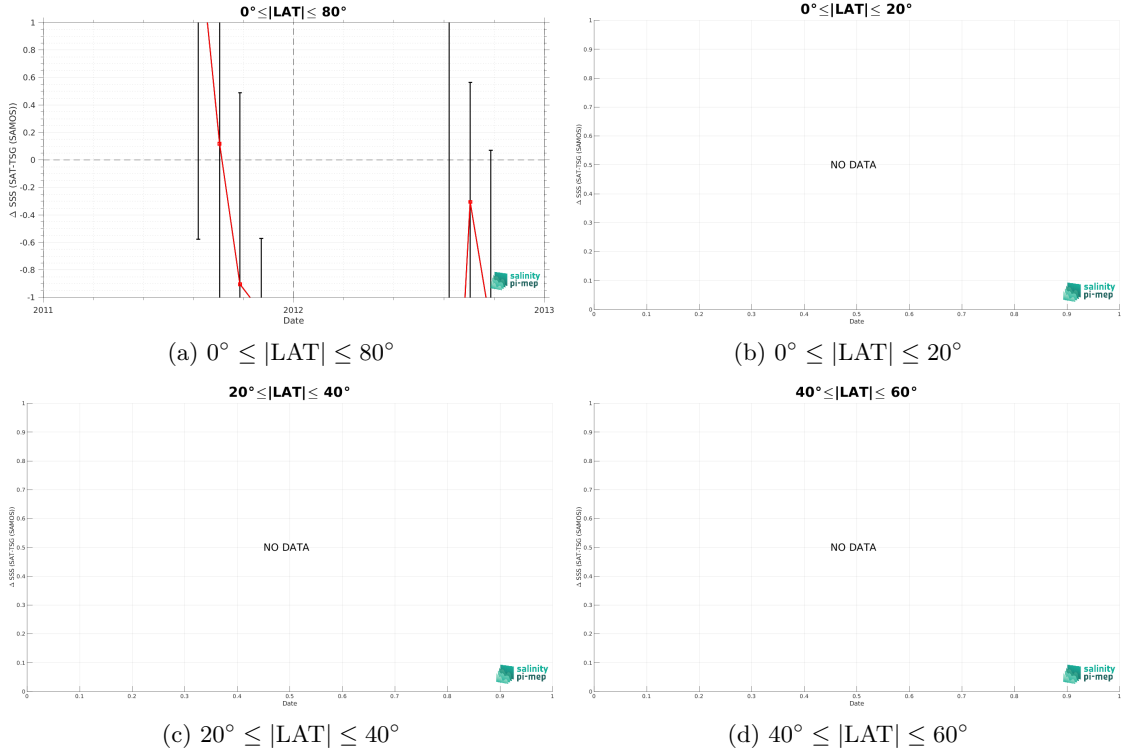 0°≤|LAT|≤ 80°
Δ SSS (SAT-TSG (SAMOS))
1
0.8
0.6
0.4
0.2
0
-0.2
-0.4
-0.6
-0.8
-1
2011
2012
2013
Date
salinity
pi-mep
(a) 0° ≤ |LAT| ≤ 80°
0°≤|LAT|≤ 20°
Δ SSS (SAT-TSG (SAMOS))
1
0.9
0.8
0.7
0.6
0.5
0.4
0.3
0.2
0.1
0
NO DATA
0 0.1 0.2 0.3 0.4 0.5 0.6 0.7 0.8 0.9 1
Date
salinity
pi-mep
(b) 0° ≤ |LAT| ≤ 20°
20°≤|LAT|≤ 40°
Δ SSS (SAT-TSG (SAMOS))
1
0.9
0.8
0.7
0.6
0.5
0.4
0.3
0.2
0.1
0
NO DATA
0 0.1 0.2 0.3 0.4 0.5 0.6 0.7 0.8 0.9 1
Date
salinity
pi-mep
(c) 20° ≤ |LAT| ≤ 40°
40°≤|LAT|≤ 60°
Δ SSS (SAT-TSG (SAMOS))
1
0.9
0.8
0.7
0.6
0.5
0.4
0.3
0.2
0.1
0
NO DATA
0 0.1 0.2 0.3 0.4 0.5 0.6 0.7 0.8 0.9 1
Date
salinity
pi-mep
(d) 40° ≤ |LAT| ≤ 60°